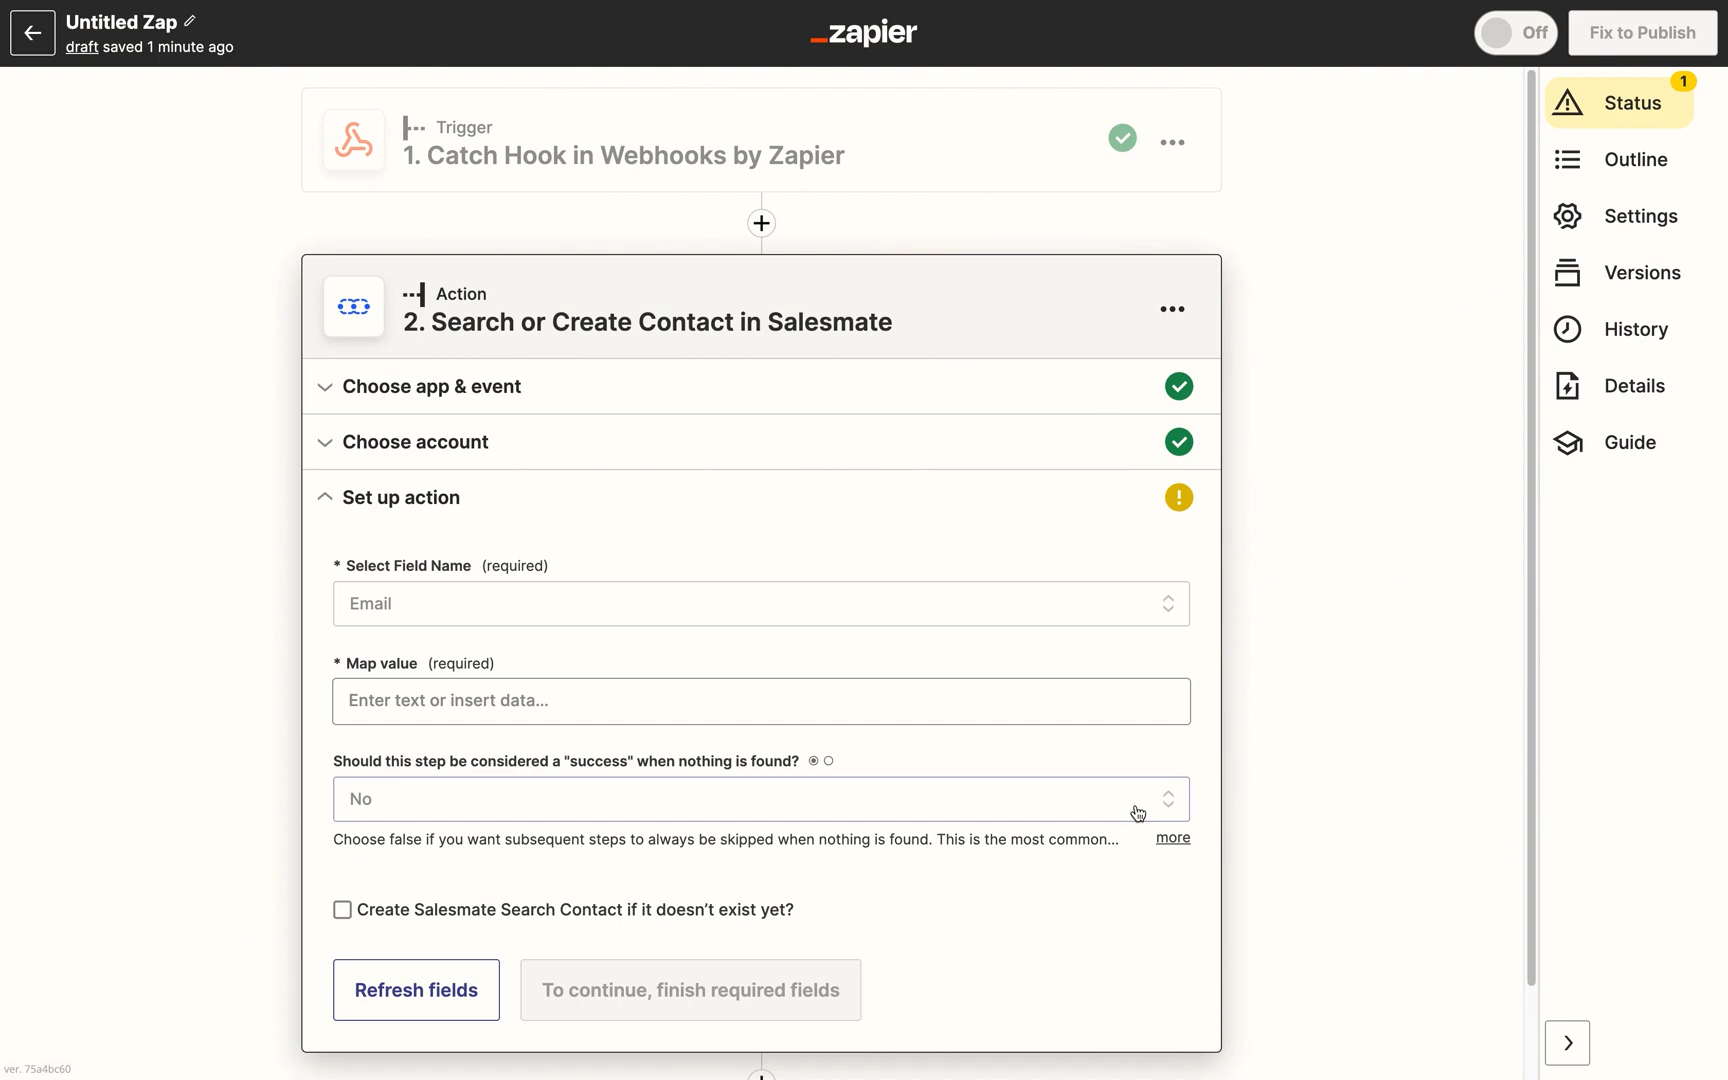 Untitled Zap
draft saved 1 minute ago
zapier
Off
Fix to Publish
Trigger
1. Catch Hook in Webhooks by Zapier
Action
2. Search or Create Contact in Salesmate
Choose app & event
Choose account
Set up action
* Select Field Name (required)
Email
* Map value (required)
Enter text or insert data...
Should this step be considered a "success" when nothing is found?
No
Choose false if you want subsequent steps to always be skipped when nothing is found. This is the most common... more
Create Salesmate Search Contact if it doesn’t exist yet?
Refresh fields
To continue, finish required fields
1
Status
Outline
Settings
Versions
History
Details
Guide
ver. 75a4bc60